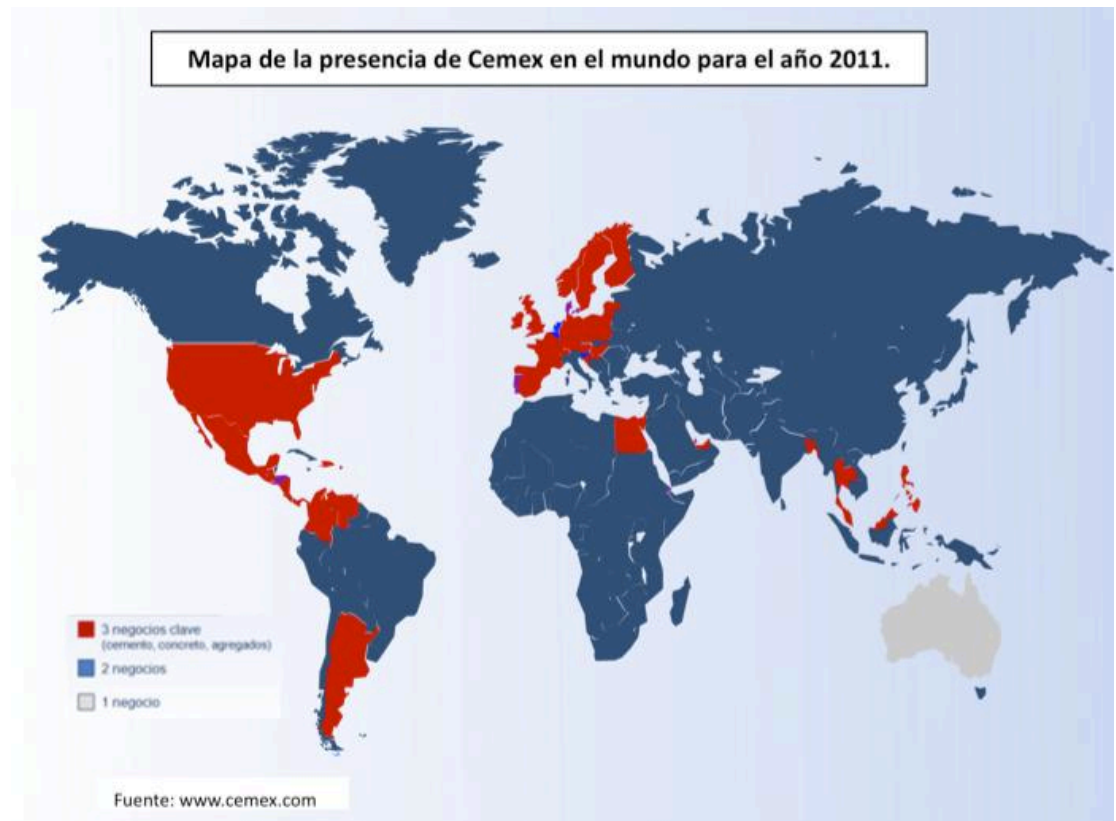 Mapa de la presencia de Cemex en el mundo para el año 2011.
3 negocios clave
(cemento, concreto, agregados)
2 negocios
1 negocio
Fuente: www.cemex.com